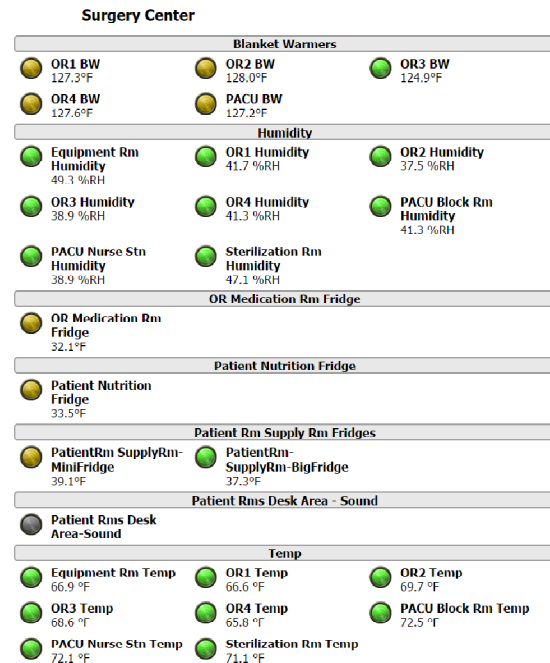 Surgery Center
Blanket Warmers
OR1 BW
127.3°F
OR2 BW
128.0°F
OR3 BW
124.9°F
OR4 BW
127.6°F
PACU BW
127.2°F
Humidity
Equipment Rm
Humidity
49.3 %RH
OR1 Humidity
41.7 %RH
OR2 Humidity
37.5 %RH
OR3 Humidity
38.9 %RH
OR4 Humidity
41.3 %RH
PACU Block Rm
Humidity
41.3 %RH
PACU Nurse Stn
Humidity
38.9 %RH
Sterilization Rm
Humidity
47.1 %RH
OR Medication Rm Fridge
OR Medication Rm
Fridge
32.1°F
Patient Nutrition Fridge
Patient Nutrition
Fridge
33.5°F
Patient Rm Supply Rm Fridges
PatientRm SupplyRm-
MiniFridge
39.1°F
PatientRm-
SupplyRm-BigFridge
37.3°F
Patient Rms Desk Area - Sound
Patient Rms Desk
Area-Sound
Temp
Equipment Rm Temp
66.9 °F
OR1 Temp
66.6 °F
OR2 Temp
69.7 °F
OR3 Temp
68.6 °F
OR4 Temp
65.8 °F
PACU Block Rm Temp
72.5 °F
PACU Nurse Stn Temp
72.1 °F
Sterilization Rm Temp
71.1 °F